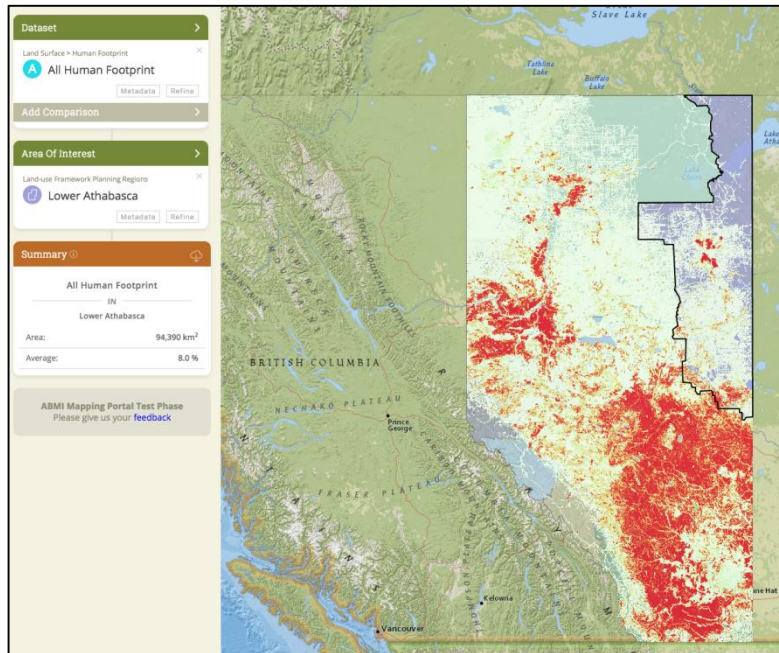 Dataset
Land Surface > Human Footprint
A All Human Footprint
Metadata Refine
Add Comparison
Area Of Interest
Land-use Framework Planning Regions
Lower Athabasca
Metadata Refine
Summary
All Human Footprint
IN
Lower Athabasca
Area: 94,390 km²
Average: 8.0 %
ABMI Mapping Portal Test Phase
Please give us your feedback
Slave Lake
Tathlina
Lake
Buffalo
Lake
BRITISH COLUMBIA
NECHAKO PLATEAU
Prince
George
FRASER PLATEAU
Kelowna
Vancouver